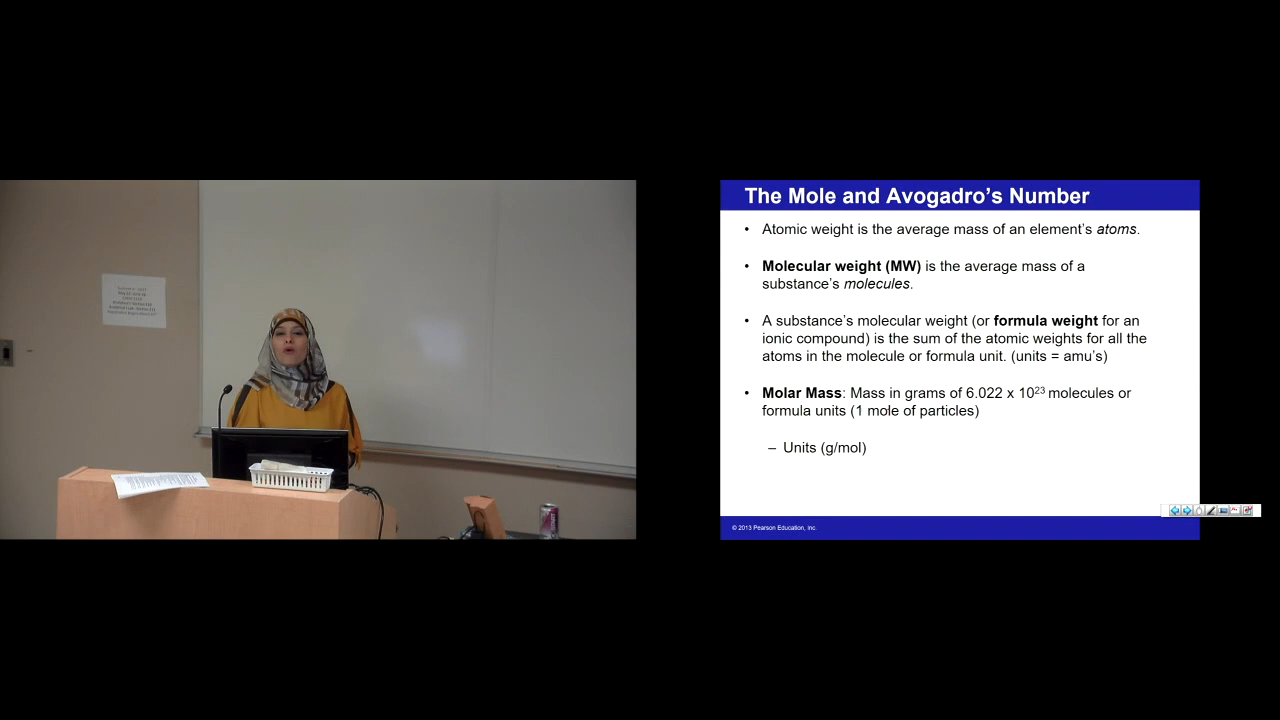 The Mole and Avogadro's Number
• Atomic weight is the average mass of an element's atoms.
• Molecular weight (MW) is the average mass of a
substance's molecules.
• A substance's molecular weight (or formula weight for an
ionic compound) is the sum of the atomic weights for all the
atoms in the molecule or formula unit. (units = amu's)
• Molar Mass: Mass in grams of 6.022 x 10²³ molecules or
formula units (1 mole of particles)
– Units (g/mol)
© 2013 Pearson Education, Inc.